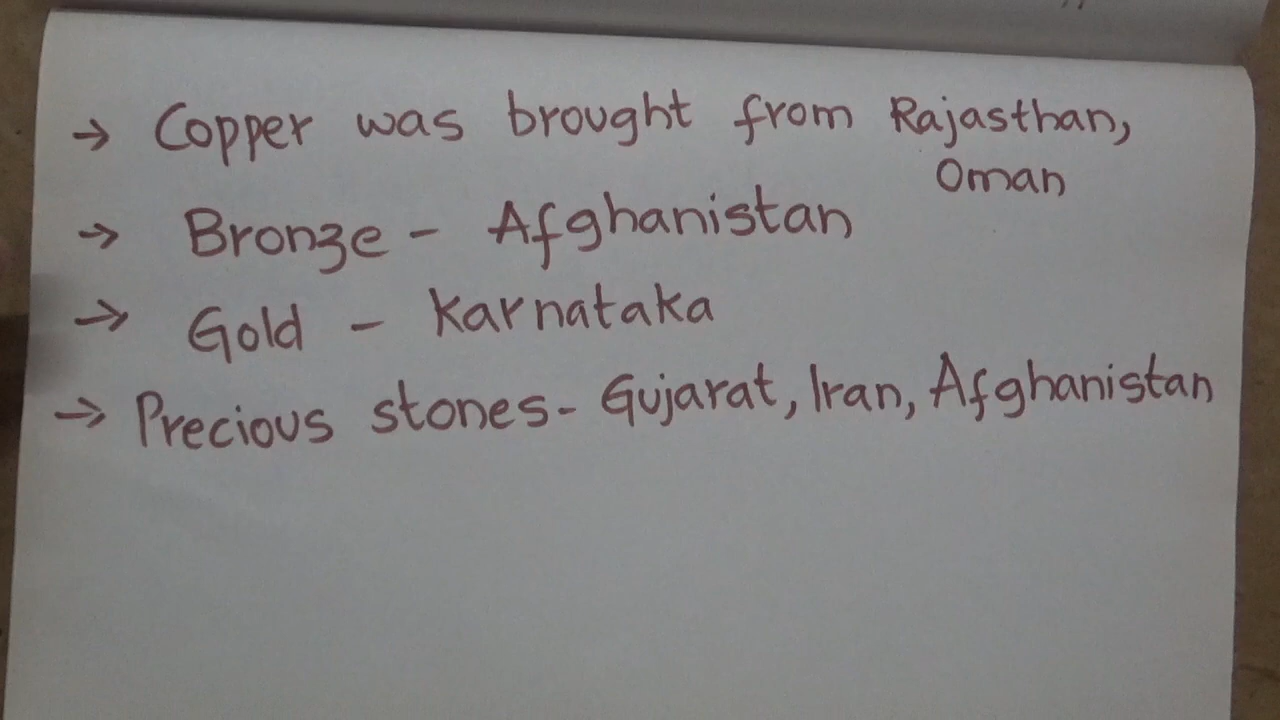 → Copper was brought from Rajasthan,
Oman
→ Bronze - Afghanistan
→ Gold - Karnataka
→ Precious stones- Gujarat, Iran, Afghanistan